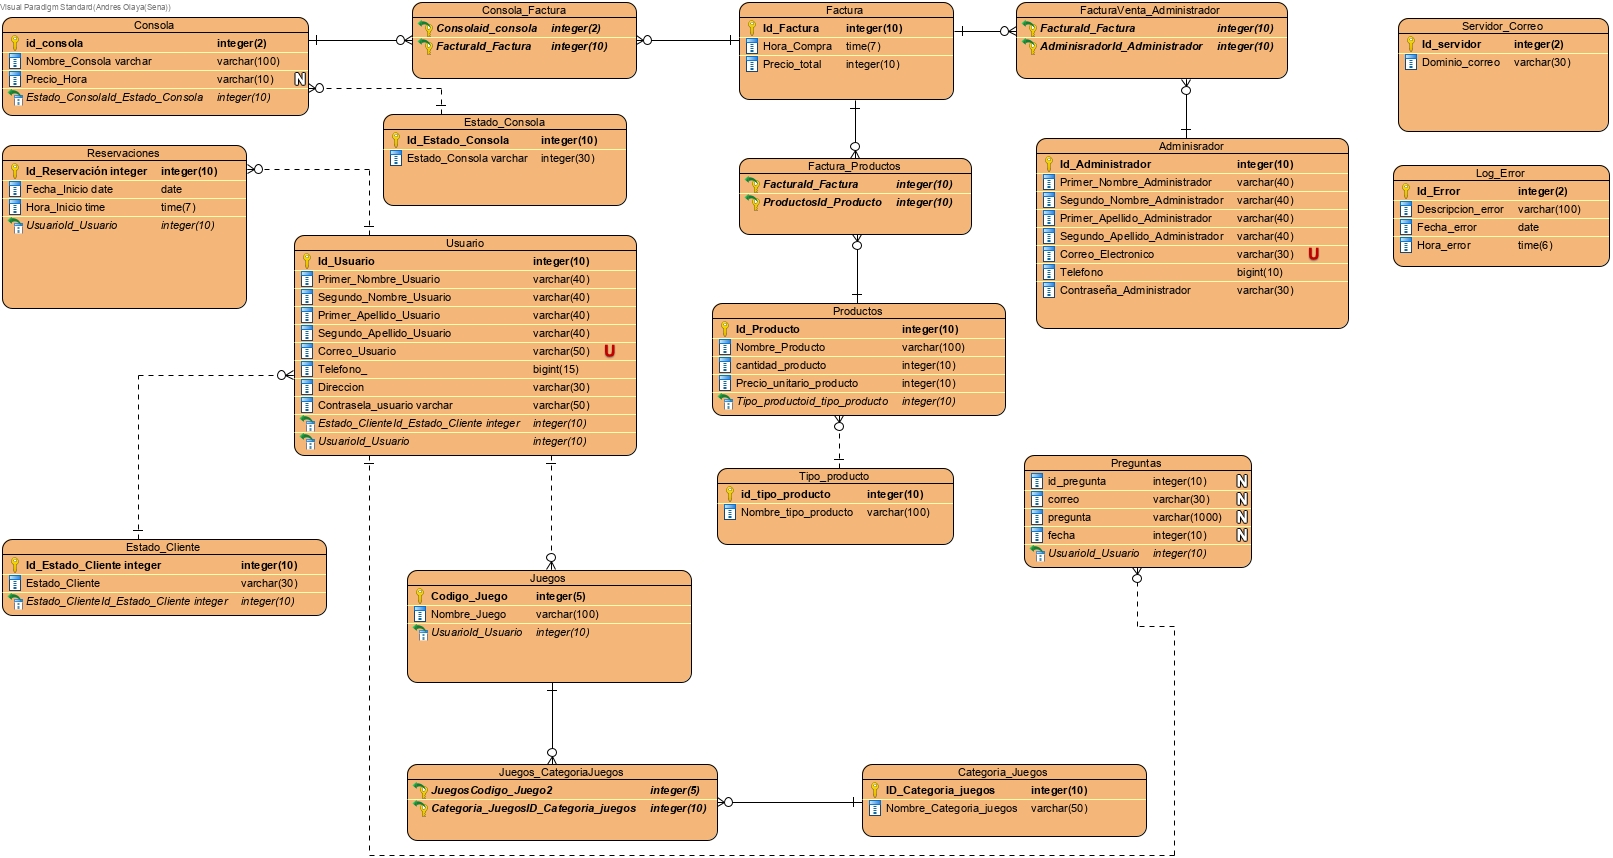 Visual Paradigm Standard(Andres Olaya(Sena))
Consola
id_consola integer(2)
Nombre_Consola varchar varchar(100)
Precio_Hora varchar(10) N
Estado_ConsolaId_Estado_Consola integer(10)
Consola_Factura
Consolaid_consola integer(2)
FacturaId_Factura integer(10)
Factura
Id_Factura integer(10)
Hora_Compra time(7)
Precio_total integer(10)
FacturaVenta_Administrador
FacturaId_Factura integer(10)
AdminisradorId_Administrador integer(10)
Servidor_Correo
Id_servidor integer(2)
Dominio_correo varchar(30)
Estado_Consola
Id_Estado_Consola integer(10)
Estado_Consola varchar integer(30)
Reservaciones
Id_Reservación integer integer(10)
Fecha_Inicio date date
Hora_Inicio time time(7)
UsuarioId_Usuario integer(10)
Factura_Productos
FacturaId_Factura integer(10)
ProductosId_Producto integer(10)
Adminisrador
Id_Administrador integer(10)
Primer_Nombre_Administrador varchar(40)
Segundo_Nombre_Administrador varchar(40)
Primer_Apellido_Administrador varchar(40)
Segundo_Apellido_Administrador varchar(40)
Correo_Electronico varchar(30) U
Telefono bigint(10)
Contraseña_Administrador varchar(30)
Log_Error
Id_Error integer(2)
Descripcion_error varchar(100)
Fecha_error date
Hora_error time(6)
Usuario
Id_Usuario integer(10)
Primer_Nombre_Usuario varchar(40)
Segundo_Nombre_Usuario varchar(40)
Primer_Apellido_Usuario varchar(40)
Segundo_Apellido_Usuario varchar(40)
Correo_Usuario varchar(50) U
Telefono_ bigint(15)
Direccion varchar(30)
Contrasela_usuario varchar varchar(50)
Estado_ClienteId_Estado_Cliente integer integer(10)
UsuarioId_Usuario integer(10)
Productos
Id_Producto integer(10)
Nombre_Producto varchar(100)
cantidad_producto integer(10)
Precio_unitario_producto integer(10)
Tipo_productoid_tipo_producto integer(10)
Tipo_producto
id_tipo_producto integer(10)
Nombre_tipo_producto varchar(100)
Preguntas
id_pregunta integer(10) N
correo varchar(30) N
pregunta varchar(1000) N
fecha integer(10) N
UsuarioId_Usuario integer(10)
Estado_Cliente
Id_Estado_Cliente integer integer(10)
Estado_Cliente varchar(30)
Estado_ClienteId_Estado_Cliente integer integer(10)
Juegos
Codigo_Juego integer(5)
Nombre_Juego varchar(100)
UsuarioId_Usuario integer(10)
Juegos_CategoriaJuegos
JuegosCodigo_Juego2 integer(5)
Categoria_JuegosID_Categoria_juegos integer(10)
Categoria_Juegos
ID_Categoria_juegos integer(10)
Nombre_Categoria_juegos varchar(50)